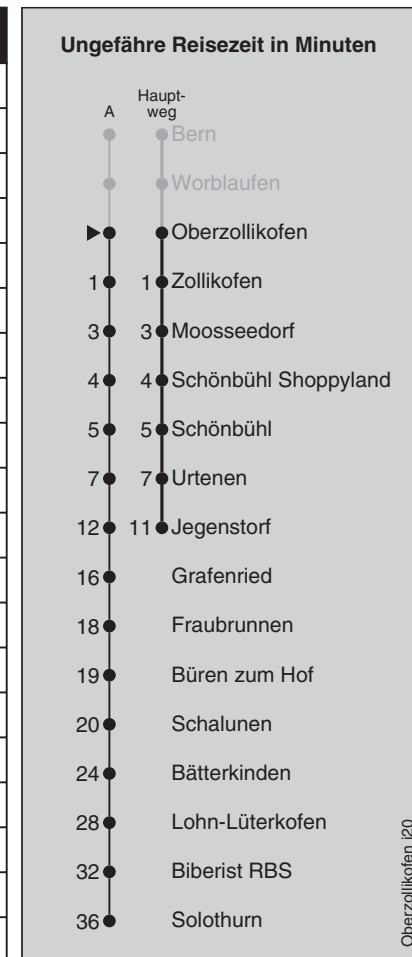 Ungefähre Reisezeit in Minuten
A
Haupt-
weg
Bern
Worblaufen
Oberzollikofen
1 1 Zollikofen
3 3 Moosseedorf
4 4 Schönbühl Shoppyland
5 5 Schönbühl
7 7 Urtenen
12 11 Jegenstorf
16 Grafenried
18 Fraubrunnen
19 Büren zum Hof
20 Schalunen
24 Bätterkinden
28 Lohn-Lüterkofen
32 Biberist RBS
36 Solothurn
Oberzollikofen j20